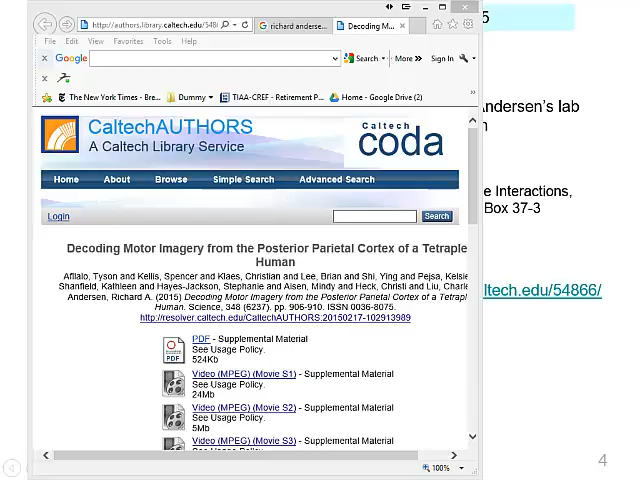 5
http://authors.library.caltech.edu/548
richard anderse...
Decoding M...
File Edit View Favorites Tools Help
x Google Search More » Sign In
x
The New York Times - Bre... Dummy TIAA-CREF - Retirement P... Home - Google Drive (2)
ndersen's lab
n
CaltechAUTHORS
A Caltech Library Service
Caltech
coda
Home About Browse Simple Search Advanced Search
e Interactions,
Box 37-3
Login Search
Decoding Motor Imagery from the Posterior Parietal Cortex of a Tetraple
Human
Aflalo, Tyson and Kellis, Spencer and Klaes, Christian and Lee, Brian and Shi, Ying and Pejsa, Kelsie
Shanfield, Kathleen and Hayes-Jackson, Stephanie and Aisen, Mindy and Heck, Christi and Liu, Charle
Andersen, Richard A. (2015) Decoding Motor Imagery from the Posterior Parietal Cortex of a Tetrapl
Human. Science, 348 (6237). pp. 906-910. ISSN 0036-8075.
http://resolver.caltech.edu/CaltechAUTHORS:20150217-102913989
ltech.edu/54866/
PDF - Supplemental Material
See Usage Policy.
524Kb
PDF
Video (MPEG) (Movie S1) - Supplemental Material
See Usage Policy.
24Mb
Video (MPEG) (Movie S2) - Supplemental Material
See Usage Policy.
5Mb
Video (MPEG) (Movie S3) - Supplemental Material
100%
4